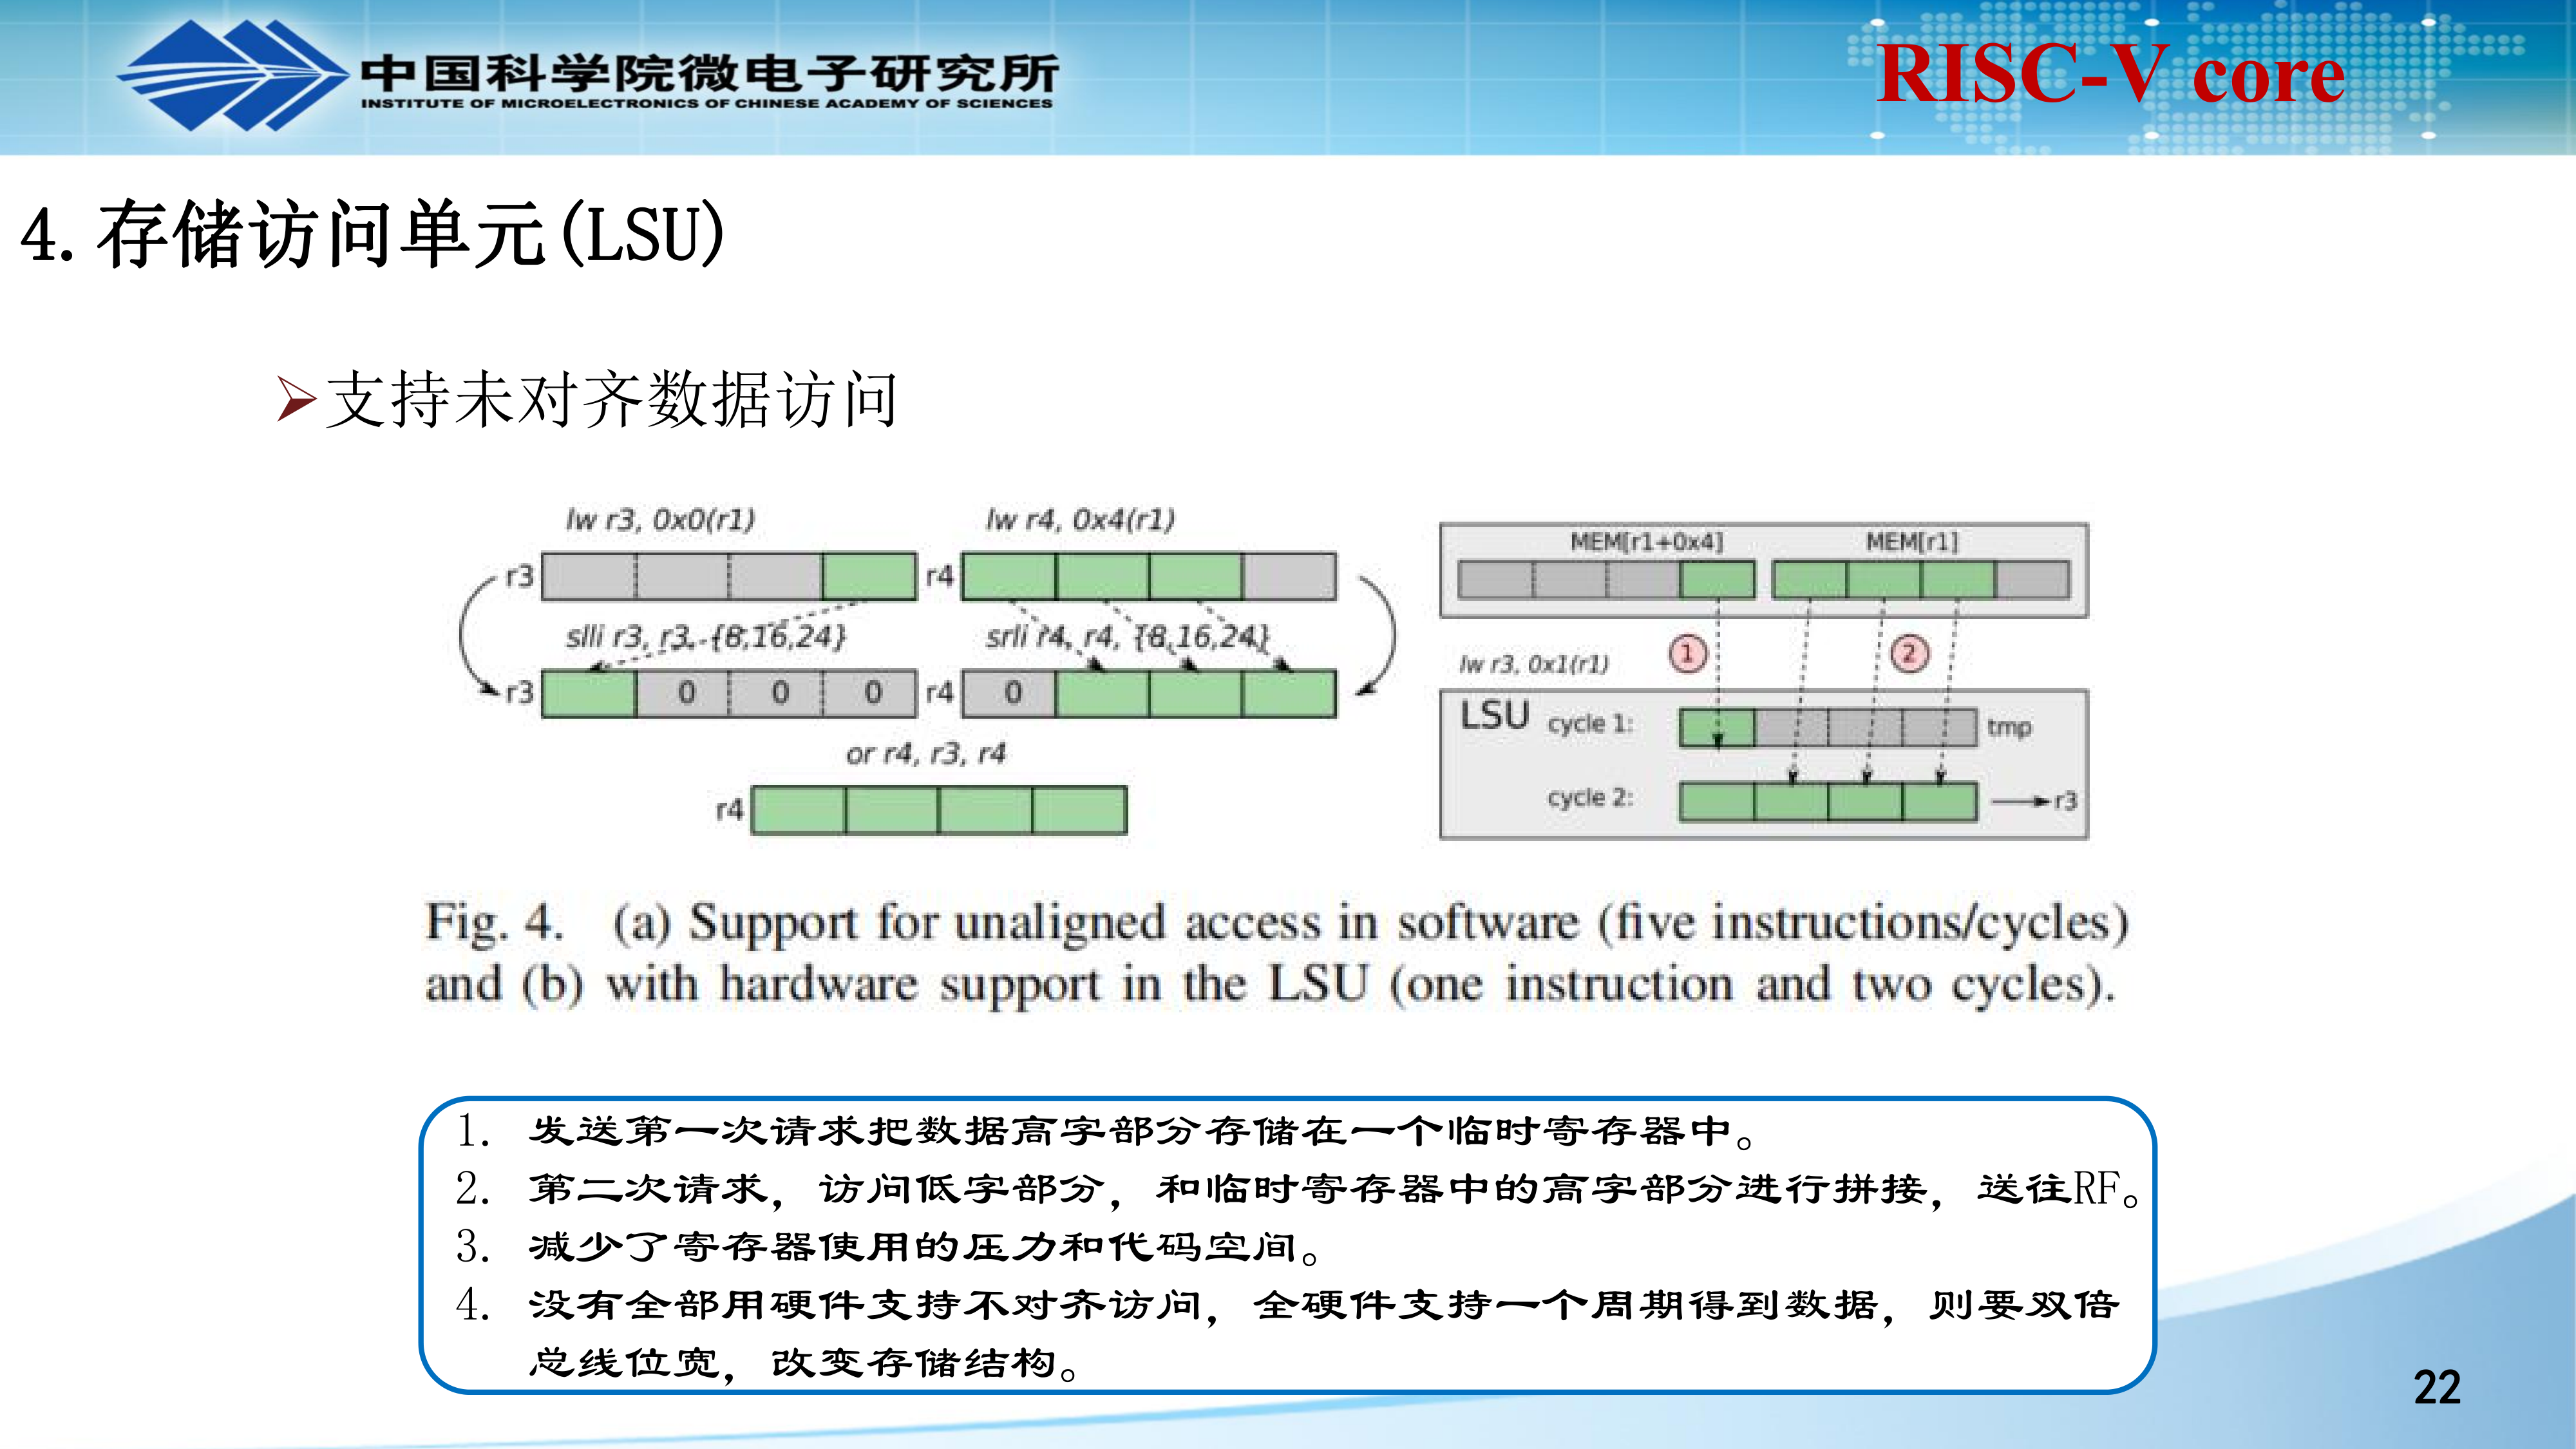 中国科学院微电子研究所
INSTITUTE OF MICROELECTRONICS OF CHINESE ACADEMY OF SCIENCES
RISC-V core
4.存储访问单元(LSU)
➢支持未对齐数据访问
lw r3, 0x0(r1)
lw r4, 0x4(r1)
r3
r4
slli r3, r3, {8,16,24}
srli r4, r4, {8,16,24}
r3
0 0 0
r4
0
or r4, r3, r4
r4
MEM[r1+0x4]
MEM[r1]
1
2
lw r3, 0x1(r1)
LSU
cycle 1:
tmp
cycle 2:
r3
Fig. 4. (a) Support for unaligned access in software (five instructions/cycles)
and (b) with hardware support in the LSU (one instruction and two cycles).
1. 发送第一次请求把数据高字部分存储在一个临时寄存器中。
2. 第二次请求，访问低字部分，和临时寄存器中的高字部分进行拼接，送往RF。
3. 减少了寄存器使用的压力和代码空间。
4. 没有全部用硬件支持不对齐访问，全硬件支持一个周期得到数据，则要双倍
总线位宽，改变存储结构。
22